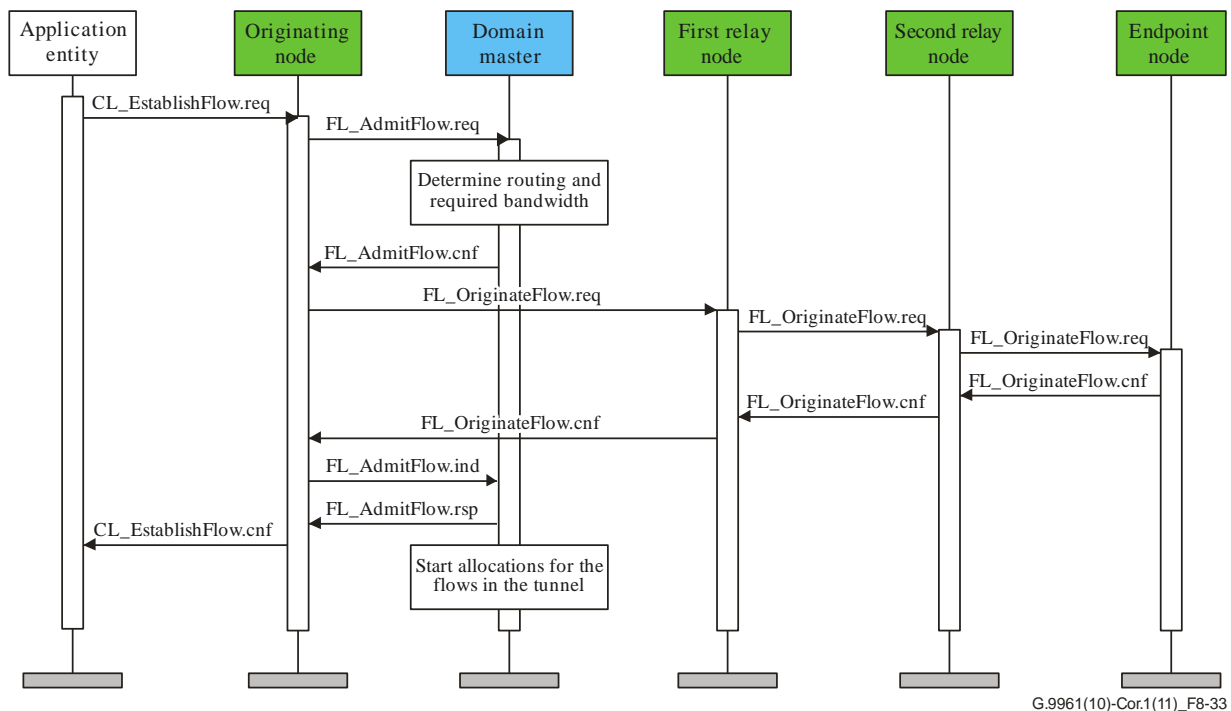 Application
entity
Originating
node
Domain
master
First relay
node
Second relay
node
Endpoint
node
CL_EstablishFlow.req
FL_AdmitFlow.req
Determine routing and
required bandwidth
FL_AdmitFlow.cnf
FL_OriginateFlow.req
FL_OriginateFlow.req
FL_OriginateFlow.req
FL_OriginateFlow.cnf
FL_OriginateFlow.cnf
FL_OriginateFlow.cnf
FL_AdmitFlow.ind
FL_AdmitFlow.rsp
CL_EstablishFlow.cnf
Start allocations for the
flows in the tunnel
G.9961(10)-Cor.1(11)_F8-33